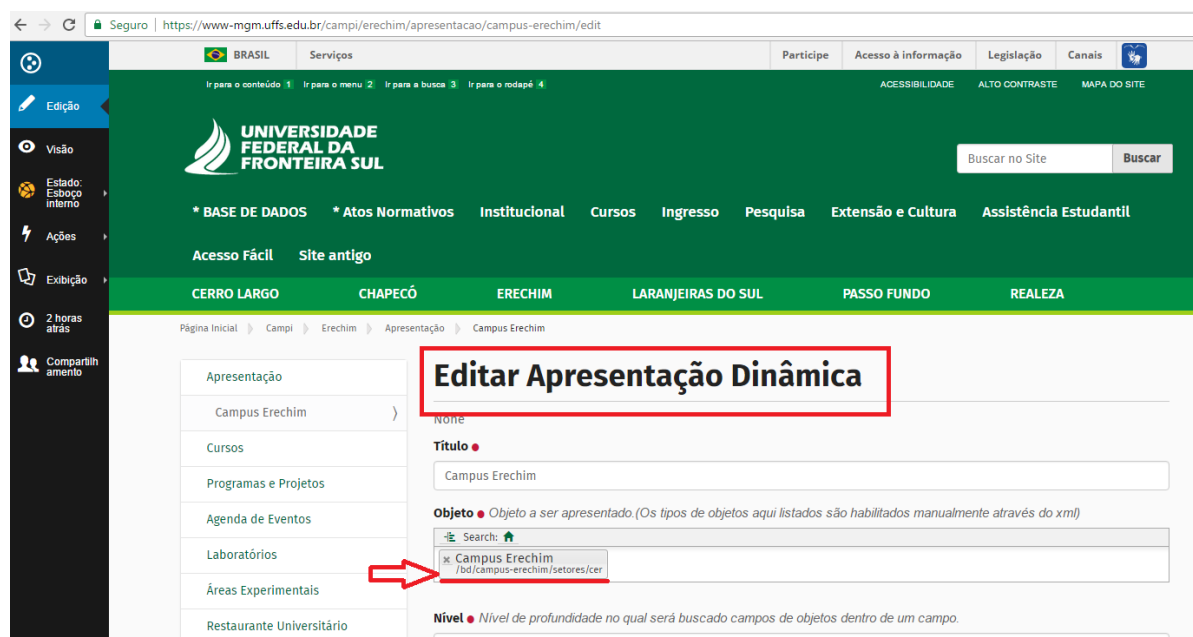 Seguro | https://www-mgm.uffs.edu.br/campi/erechim/apresentacao/campus-erechim/edit
BRASIL Serviços Participe Acesso à informação Legislação Canais
Ir para o conteúdo 1 Ir para o menu 2 Ir para a busca 3 Ir para o rodapé 4 ACESSIBILIDADE ALTO CONTRASTE MAPA DO SITE
Edição
Visão
Estado:
Esboço
interno
Ações
Exibição
2 horas
atrás
Compartilh
amento
UNIVERSIDADE
FEDERAL DA
FRONTEIRA SUL
Buscar no Site Buscar
* BASE DE DADOS * Atos Normativos Institucional Cursos Ingresso Pesquisa Extensão e Cultura Assistência Estudantil
Acesso Fácil Site antigo
CERRO LARGO CHAPECÓ ERECHIM LARANJEIRAS DO SUL PASSO FUNDO REALEZA
Página Inicial Campi Erechim Apresentação Campus Erechim
Apresentação
Campus Erechim
Cursos
Programas e Projetos
Agenda de Eventos
Laboratórios
Áreas Experimentais
Restaurante Universitário
Editar Apresentação Dinâmica
None
Título
Campus Erechim
Objeto Objeto a ser apresentado.(Os tipos de objetos aqui listados são habilitados manualmente através do xml)
Search:
Campus Erechim
/bd/campus-erechim/setores/cer
Nível Nível de profundidade no qual será buscado campos de objetos dentro de um campo.